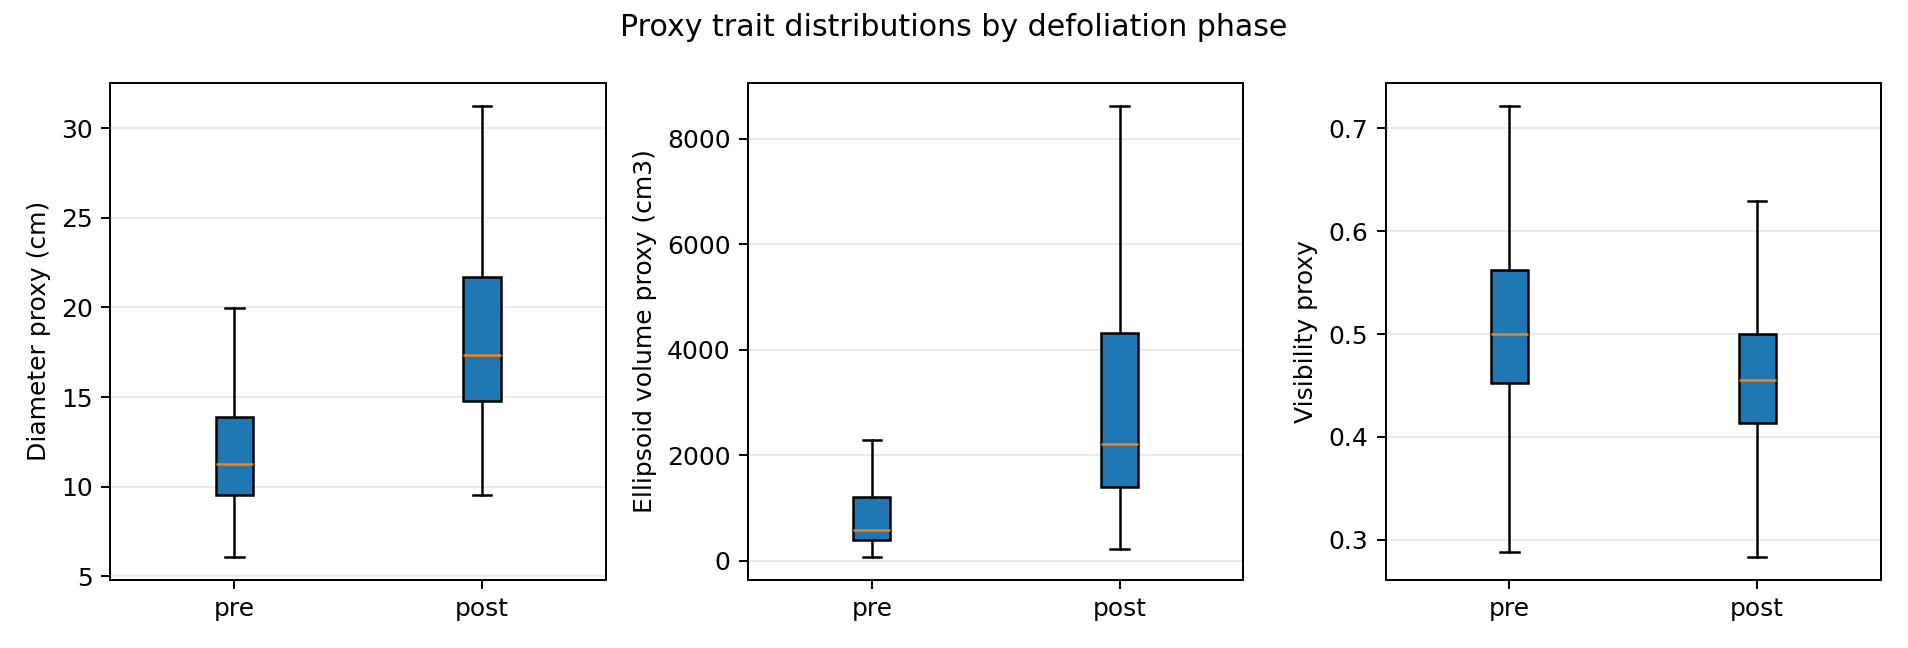 Proxy trait distributions by defoliation phase
Diameter proxy (cm)
30
25
20
15
10
5
pre
post
Ellipsoid volume proxy (cm3)
8000
6000
4000
2000
0
pre
post
Visibility proxy
0.7
0.6
0.5
0.4
0.3
pre
post